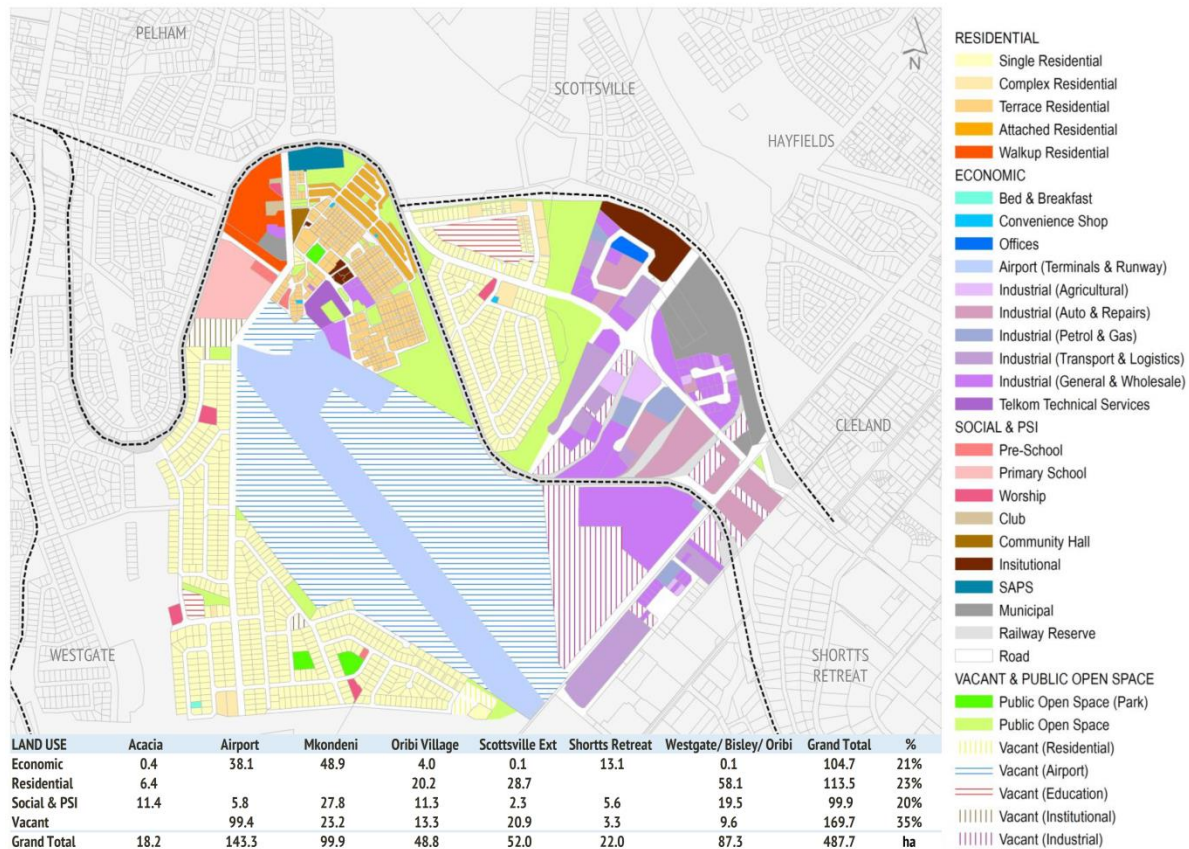 PELHAM
SCOTTSVILLE
HAYFIELDS
N
CLELAND
WESTGATE
SHORTTS
RETREAT
RESIDENTIAL
Single Residential
Complex Residential
Terrace Residential
Attached Residential
Walkup Residential
ECONOMIC
Bed & Breakfast
Convenience Shop
Offices
Airport (Terminals & Runway)
Industrial (Agricultural)
Industrial (Auto & Repairs)
Industrial (Petrol & Gas)
Industrial (Transport & Logistics)
Industrial (General & Wholesale)
Telkom Technical Services
SOCIAL & PSI
Pre-School
Primary School
Worship
Club
Community Hall
Insitutional
SAPS
Municipal
Railway Reserve
Road
VACANT & PUBLIC OPEN SPACE
Public Open Space (Park)
Public Open Space
Vacant (Residential)
Vacant (Airport)
Vacant (Education)
Vacant (Institutional)
Vacant (Industrial)
LAND USE Acacia Airport Mkondeni Oribi Village Scottsville Ext Shortts Retreat Westgate/ Bisley/ Oribi Grand Total %
Economic 0.4 38.1 48.9 4.0 0.1 13.1 0.1 104.7 21%
Residential 6.4 20.2 28.7 58.1 113.5 23%
Social & PSI 11.4 5.8 27.8 11.3 2.3 5.6 19.5 99.9 20%
Vacant 99.4 23.2 13.3 20.9 3.3 9.6 169.7 35%
Grand Total 18.2 143.3 99.9 48.8 52.0 22.0 87.3 487.7 ha